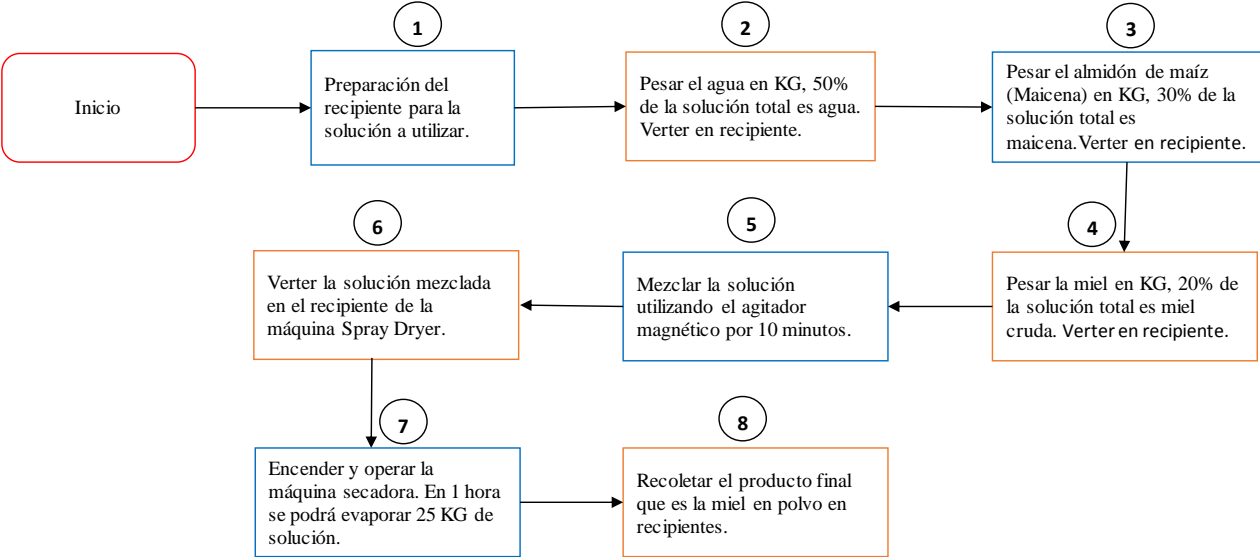 Inicio
1
Preparación del
recipiente para la
solución a utilizar.
2
Pesar el agua en KG, 50%
de la solución total es agua.
Verter en recipiente.
3
Pesar el almidón de maíz
(Maicena) en KG, 30% de la
solución total es
maicena.Verter en recipiente.
4
Pesar la miel en KG, 20% de
la solución total es miel
cruda. Verter en recipiente.
5
Mezclar la solución
utilizando el agitador
magnético por 10 minutos.
6
Verter la solución mezclada
en el recipiente de la
máquina Spray Dryer.
7
Encender y operar la
máquina secadora. En 1 hora
se podrá evaporar 25 KG de
solución.
8
Recoletar el producto final
que es la miel en polvo en
recipientes.